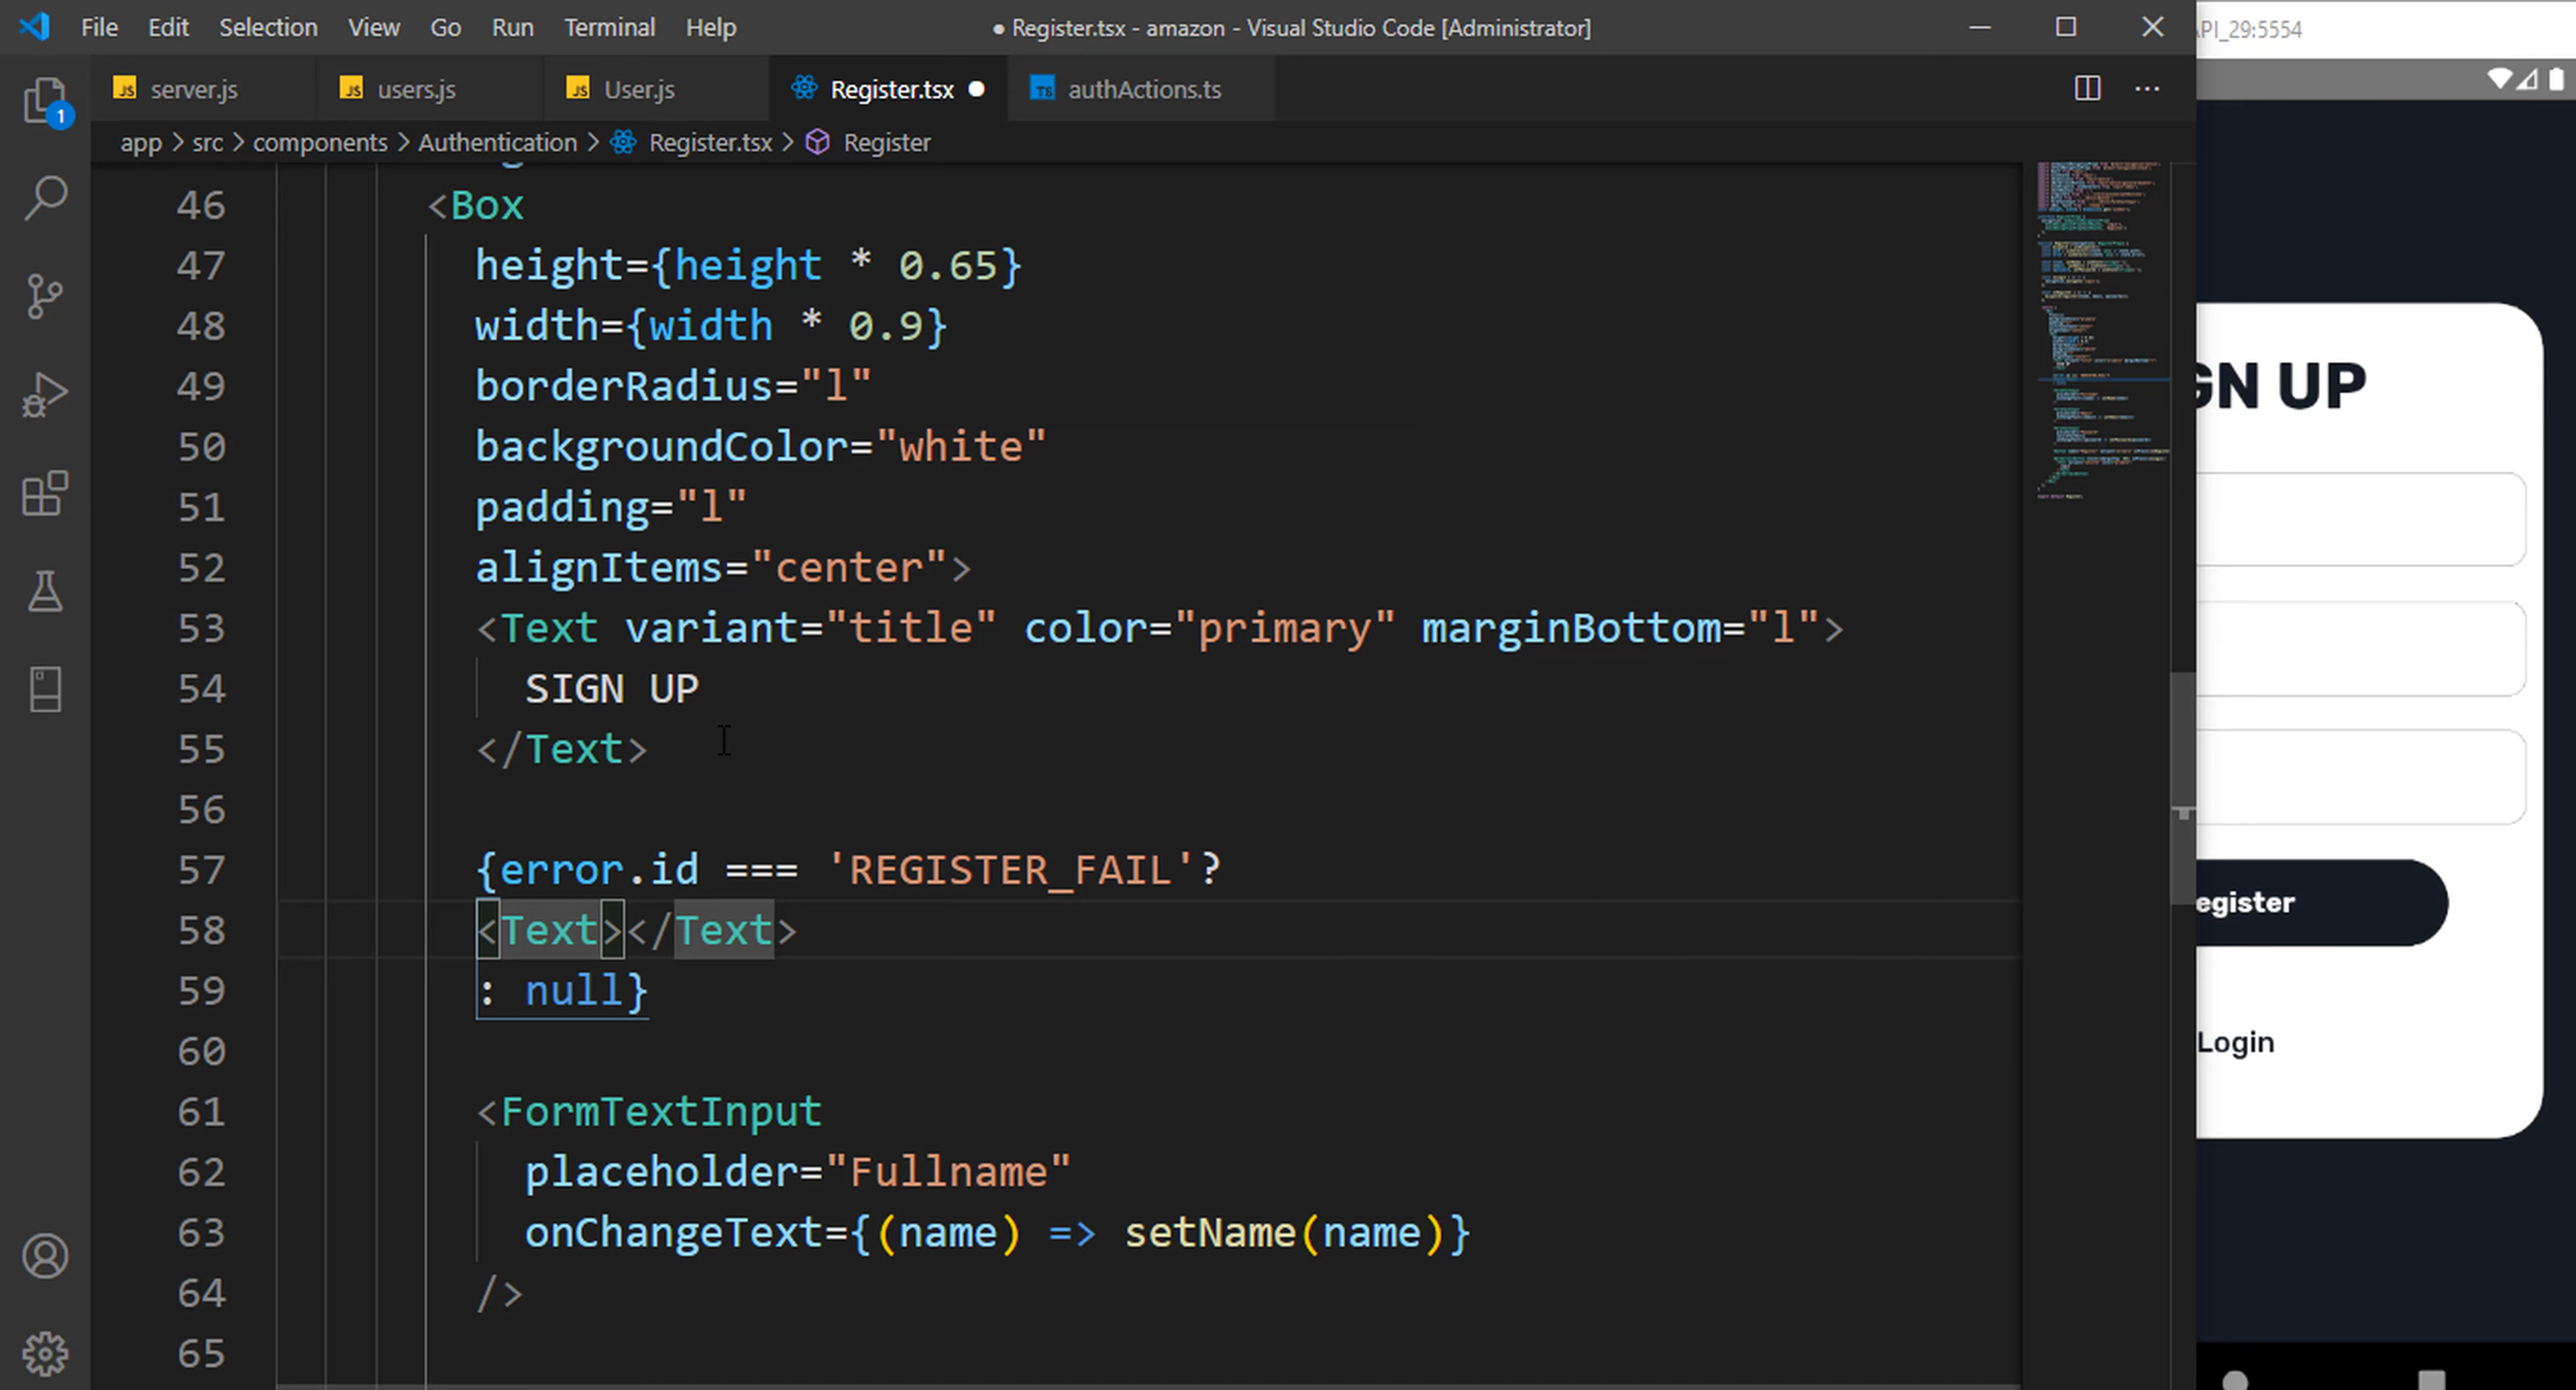 File Edit Selection View Go Run Terminal Help
● Register.tsx - amazon - Visual Studio Code [Administrator]
API_29:5554
JS server.js JS users.js JS User.js Register.tsx ● TS authActions.ts
app > src > components > Authentication > Register.tsx > Register
1
46 <Box
47 height={height * 0.65}
48 width={width * 0.9}
49 borderRadius="l"
50 backgroundColor="white"
51 padding="l"
52 alignItems="center">
53 <Text variant="title" color="primary" marginBottom="l">
54 SIGN UP
55 </Text>
56
57 {error.id === 'REGISTER_FAIL'?
58 <Text></Text>
59 : null}
60
61 <FormTextInput
62 placeholder="Fullname"
63 onChangeText={(name) => setName(name)}
64 />
65
GN UP
egister
Login